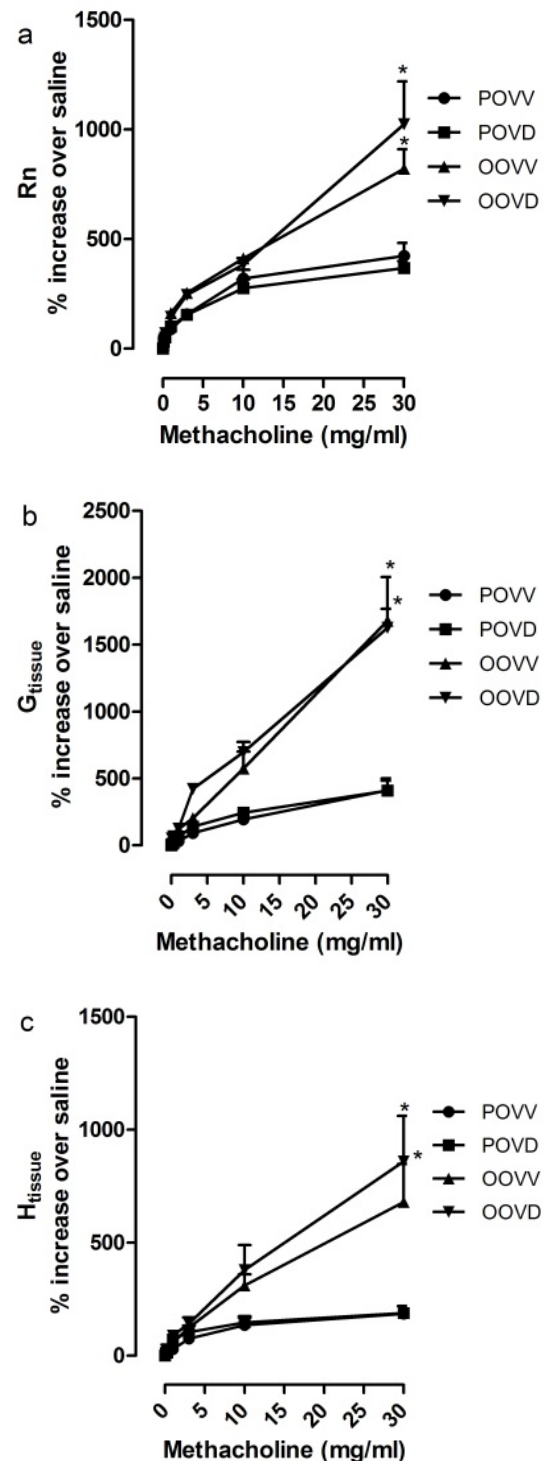 a
Rn
% increase over saline
1500
1000
500
0
*
*
0 5 10 15 20 25 30
Methacholine (mg/ml)
POVV
POVD
OOVV
OOVD
b
Gtissue
% increase over saline
2500
2000
1500
1000
500
0
*
*
0 5 10 15 20 25 30
Methacholine (mg/ml)
POVV
POVD
OOVV
OOVD
c
Htissue
% increase over saline
1500
1000
500
0
*
*
0 5 10 15 20 25 30
Methacholine (mg/ml)
POVV
POVD
OOVV
OOVD